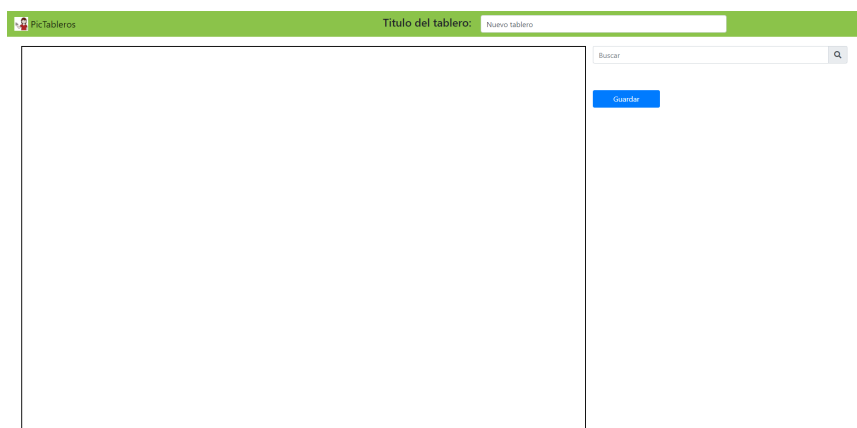 PicTableros
Titulo del tablero:
Nuevo tablero
Buscar
Guardar